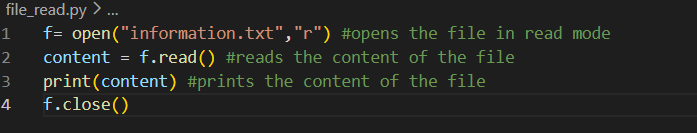 file_read.py > ...
1 f= open("information.txt","r") #opens the file in read mode
2 content = f.read() #reads the content of the file
3 print(content) #prints the content of the file
4 f.close()